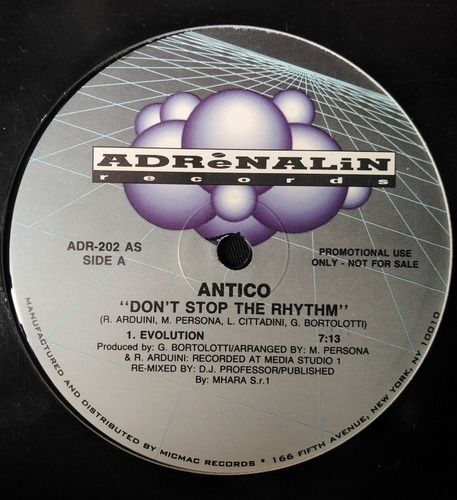 ADRéNALiN
records
ADR-202 AS
SIDE A
PROMOTIONAL USE
ONLY - NOT FOR SALE
ANTICO
"DON'T STOP THE RHYTHM"
(R. ARDUINI, M. PERSONA, L. CITTADINI, G. BORTOLOTTI)
1. EVOLUTION 7:13
Produced by: G. BORTOLOTTI/ARRANGED BY: M. PERSONA
& R. ARDUINI: RECORDED AT MEDIA STUDIO 1
RE-MIXED BY: D.J. PROFESSOR/PUBLISHED
By: MHARA S.r.1
MANUFACTURED AND DISTRIBUTED BY MICMAC RECORDS • 166 FIFTH AVENUE, NEW YORK, NY 10010